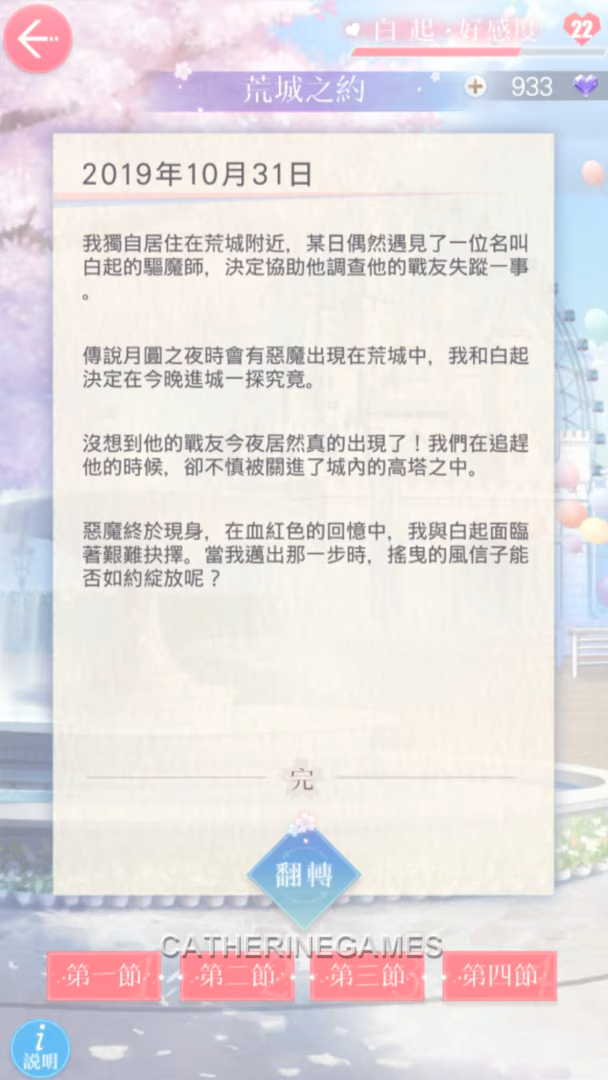 白起·好感度
22
荒城之約
933
2019年10月31日
我獨自居住在荒城附近，某日偶然遇見了一位名叫
白起的驅魔師，決定協助他調查他的戰友失蹤一事
。
傳說月圓之夜時會有惡魔出現在荒城中，我和白起
決定在今晚進城一探究竟。
沒想到他的戰友今夜居然真的出現了！我們在追趕
他的時候，卻不慎被關進了城內的高塔之中。
惡魔終於現身，在血紅色的回憶中，我與白起面臨
著艱難抉擇。當我邁出那一步時，搖曳的風信子能
否如約綻放呢？
完
翻轉
CATHERINEGAMES
第一節
第二節
第三節
第四節
i
說明